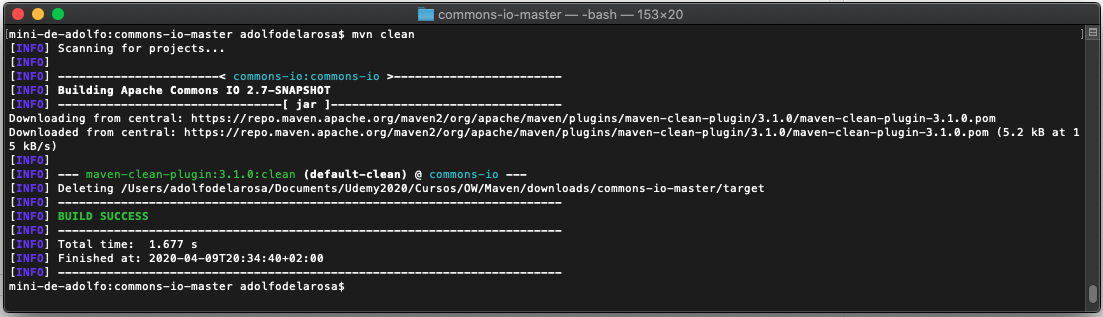 commons-io-master — -bash — 153×20
[mini-de-adolfo:commons-io-master adolfodelarosa$ mvn clean ]
[INFO] Scanning for projects...
[INFO]
[INFO] -----------------------< commons-io:commons-io >------------------------
[INFO] Building Apache Commons IO 2.7-SNAPSHOT
[INFO] --------------------------------[ jar ]---------------------------------
Downloading from central: https://repo.maven.apache.org/maven2/org/apache/maven/plugins/maven-clean-plugin/3.1.0/maven-clean-plugin-3.1.0.pom
Downloaded from central: https://repo.maven.apache.org/maven2/org/apache/maven/plugins/maven-clean-plugin/3.1.0/maven-clean-plugin-3.1.0.pom (5.2 kB at 1
5 kB/s)
[INFO]
[INFO] --- maven-clean-plugin:3.1.0:clean (default-clean) @ commons-io ---
[INFO] Deleting /Users/adolfodelarosa/Documents/Udemy2020/Cursos/OW/Maven/downloads/commons-io-master/target
[INFO] ------------------------------------------------------------------------
[INFO] BUILD SUCCESS
[INFO] ------------------------------------------------------------------------
[INFO] Total time:  1.677 s
[INFO] Finished at: 2020-04-09T20:34:40+02:00
[INFO] ------------------------------------------------------------------------
mini-de-adolfo:commons-io-master adolfodelarosa$